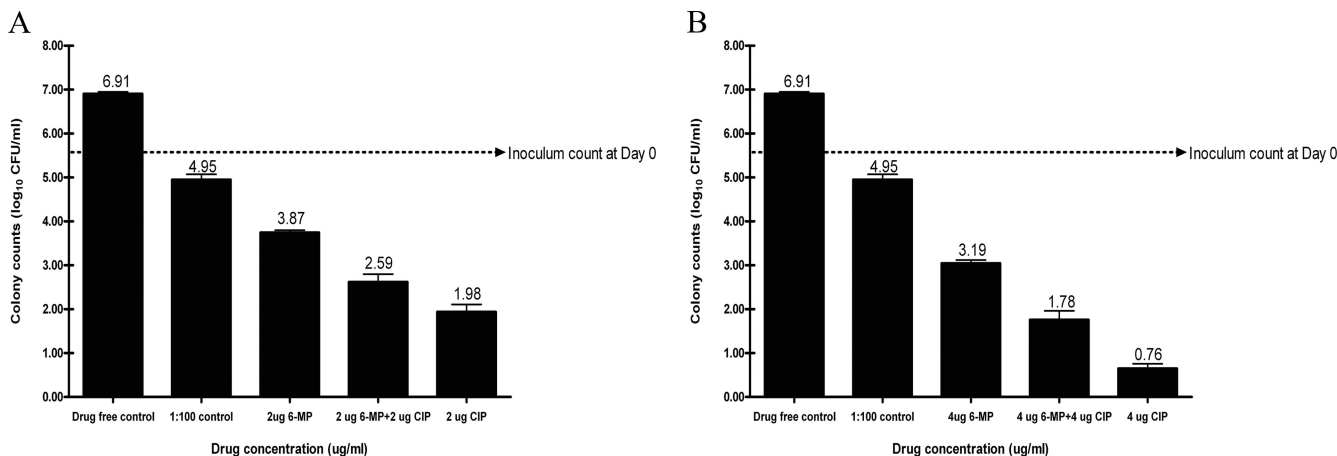 A
8.00
7.00
6.00
5.00
4.00
3.00
2.00
1.00
0.00
Colony counts (log₁₀ CFU/ml)
6.91
4.95
3.87
2.59
1.98
Inoculum count at Day 0
Drug free control
1:100 control
2ug 6-MP
2 ug 6-MP+2 ug CIP
2 ug CIP
Drug concentration (ug/ml)
B
8.00
7.00
6.00
5.00
4.00
3.00
2.00
1.00
0.00
Colony counts (log₁₀ CFU/ml)
6.91
4.95
3.19
1.78
0.76
Inoculum count at Day 0
Drug free control
1:100 control
4ug 6-MP
4 ug 6-MP+4 ug CIP
4 ug CIP
Drug concentration (ug/ml)